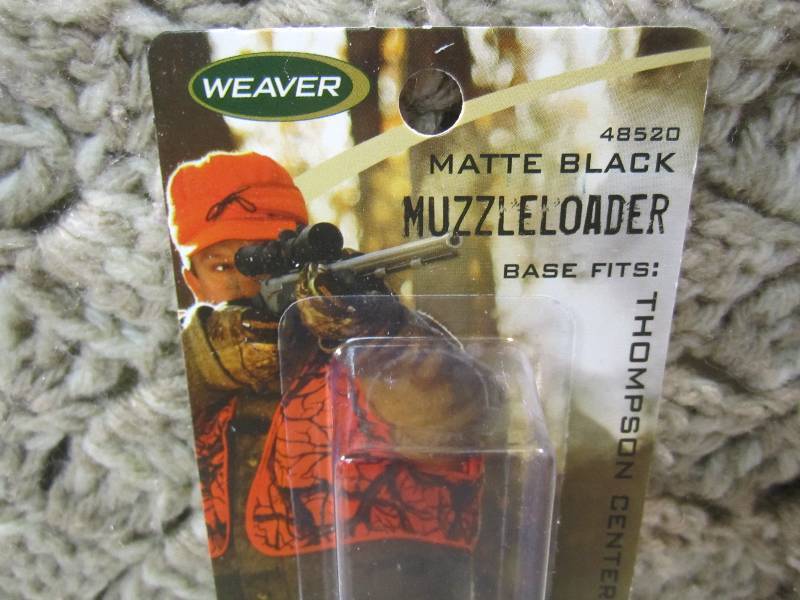 WEAVER
48520
MATTE BLACK
MUZZLELOADER
BASE FITS:
THOMPSON CENTER